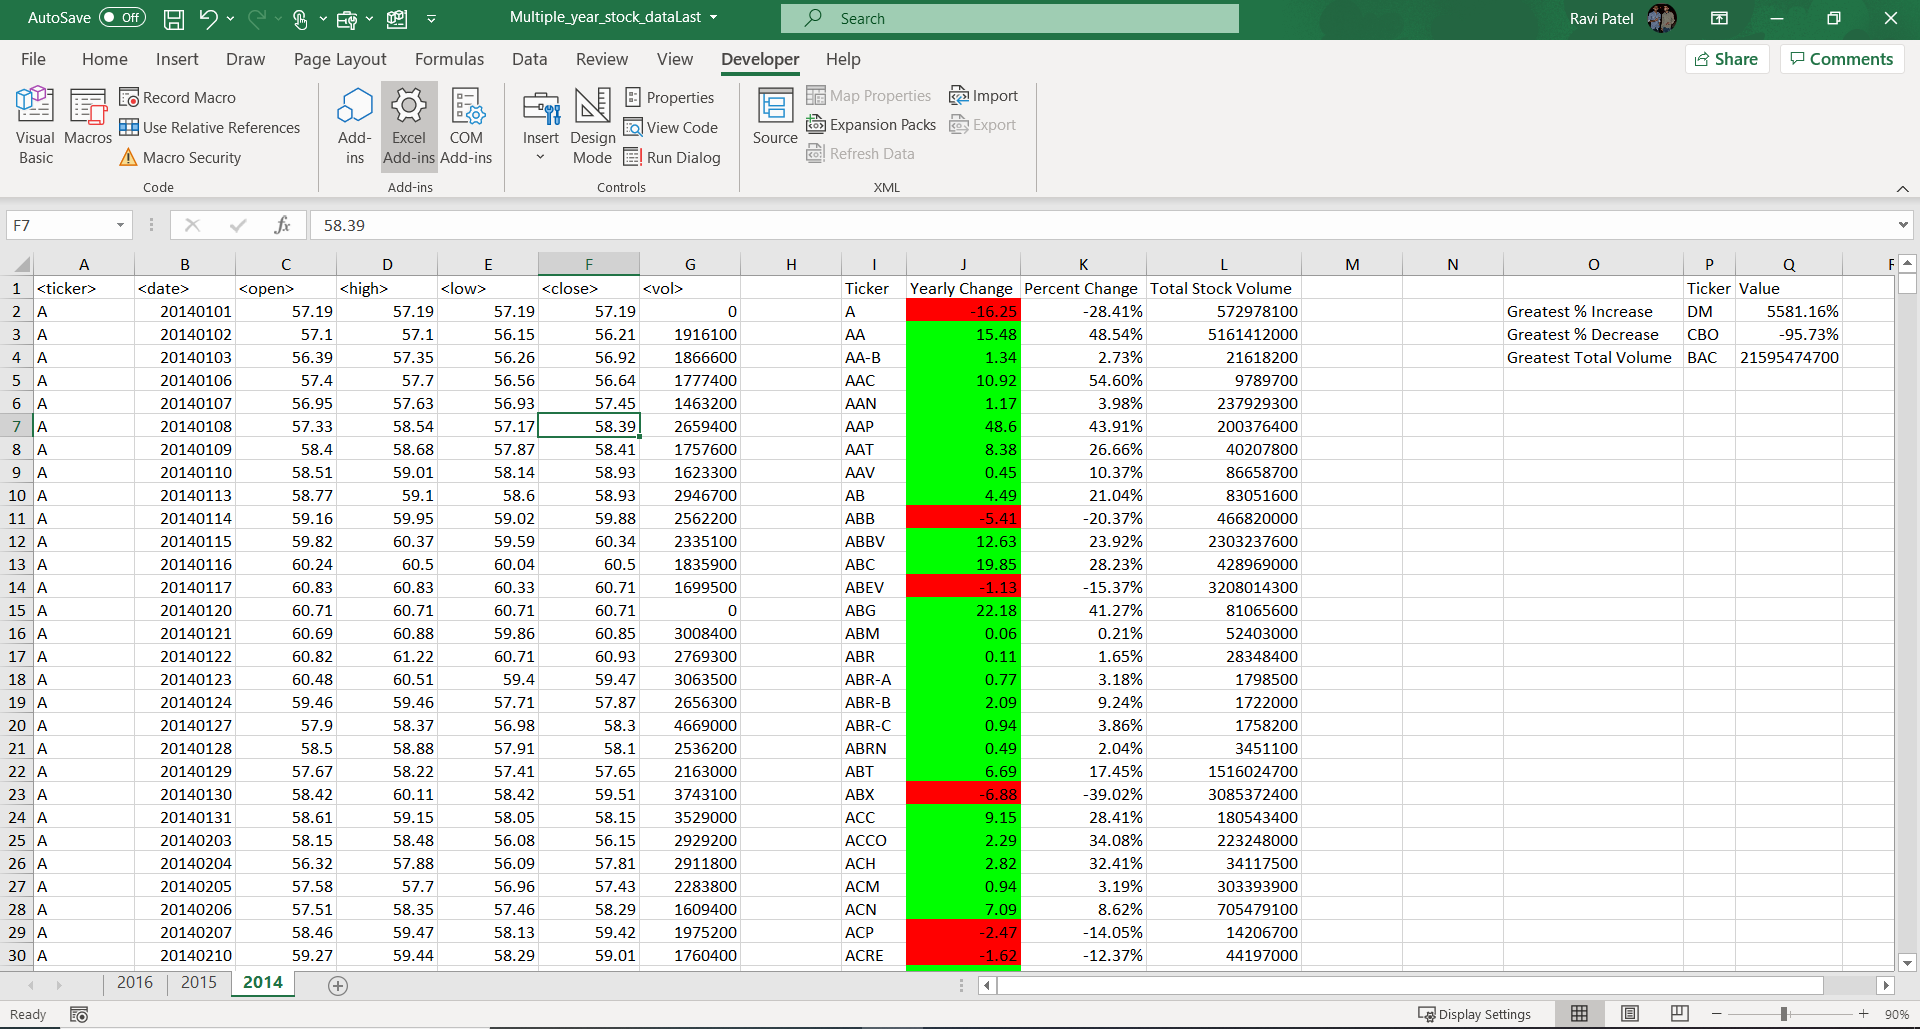 AutoSave Off Multiple_year_stock_dataLast Search Ravi Patel
File Home Insert Draw Page Layout Formulas Data Review View Developer Help Share Comments
Visual Basic
Macros
Record Macro
Use Relative References
Macro Security
Code
Add-ins
Excel Add-ins
COM Add-ins
Add-ins
Insert
Design Mode
Properties
View Code
Run Dialog
Controls
Source
Map Properties
Expansion Packs
Refresh Data
Import
Export
XML
F7 fx 58.39
A B C D E F G H I J K L M N O P Q F
1 <ticker> <date> <open> <high> <low> <close> <vol> Ticker Yearly Change Percent Change Total Stock Volume Ticker Value
2 A 20140101 57.19 57.19 57.19 57.19 0 A -16.25 -28.41% 572978100 Greatest % Increase DM 5581.16%
3 A 20140102 57.1 57.1 56.15 56.21 1916100 AA 15.48 48.54% 5161412000 Greatest % Decrease CBO -95.73%
4 A 20140103 56.39 57.35 56.26 56.92 1866600 AA-B 1.34 2.73% 21618200 Greatest Total Volume BAC 21595474700
5 A 20140106 57.4 57.7 56.56 56.64 1777400 AAC 10.92 54.60% 9789700
6 A 20140107 56.95 57.63 56.93 57.45 1463200 AAN 1.17 3.98% 237929300
7 A 20140108 57.33 58.54 57.17 58.39 2659400 AAP 48.6 43.91% 200376400
8 A 20140109 58.4 58.68 57.87 58.41 1757600 AAT 8.38 26.66% 40207800
9 A 20140110 58.51 59.01 58.14 58.93 1623300 AAV 0.45 10.37% 86658700
10 A 20140113 58.77 59.1 58.6 58.93 2946700 AB 4.49 21.04% 83051600
11 A 20140114 59.16 59.95 59.02 59.88 2562200 ABB -5.41 -20.37% 466820000
12 A 20140115 59.82 60.37 59.59 60.34 2335100 ABBV 12.63 23.92% 2303237600
13 A 20140116 60.24 60.5 60.04 60.5 1835900 ABC 19.85 28.23% 428969000
14 A 20140117 60.83 60.83 60.33 60.71 1699500 ABEV -1.13 -15.37% 3208014300
15 A 20140120 60.71 60.71 60.71 60.71 0 ABG 22.18 41.27% 81065600
16 A 20140121 60.69 60.88 59.86 60.85 3008400 ABM 0.06 0.21% 52403000
17 A 20140122 60.82 61.22 60.71 60.93 2769300 ABR 0.11 1.65% 28348400
18 A 20140123 60.48 60.51 59.4 59.47 3063500 ABR-A 0.77 3.18% 1798500
19 A 20140124 59.46 59.46 57.71 57.87 2656300 ABR-B 2.09 9.24% 1722000
20 A 20140127 57.9 58.37 56.98 58.3 4669000 ABR-C 0.94 3.86% 1758200
21 A 20140128 58.5 58.88 57.91 58.1 2536200 ABRN 0.49 2.04% 3451100
22 A 20140129 57.67 58.22 57.41 57.65 2163000 ABT 6.69 17.45% 1516024700
23 A 20140130 58.42 60.11 58.42 59.51 3743100 ABX -6.88 -39.02% 3085372400
24 A 20140131 58.61 59.15 58.05 58.15 3529000 ACC 9.15 28.41% 180543400
25 A 20140203 58.15 58.48 56.08 56.15 2929200 ACCO 2.29 34.08% 223248000
26 A 20140204 56.32 57.88 56.09 57.81 2911800 ACH 2.82 32.41% 34117500
27 A 20140205 57.58 57.7 56.96 57.43 2283800 ACM 0.94 3.19% 303393900
28 A 20140206 57.51 58.35 57.46 58.29 1609400 ACN 7.09 8.62% 705479100
29 A 20140207 58.46 59.47 58.13 59.42 1975200 ACP -2.47 -14.05% 14206700
30 A 20140210 59.27 59.44 58.29 59.01 1760400 ACRE -1.62 -12.37% 44197000
2016 2015 2014
Ready Display Settings 90%